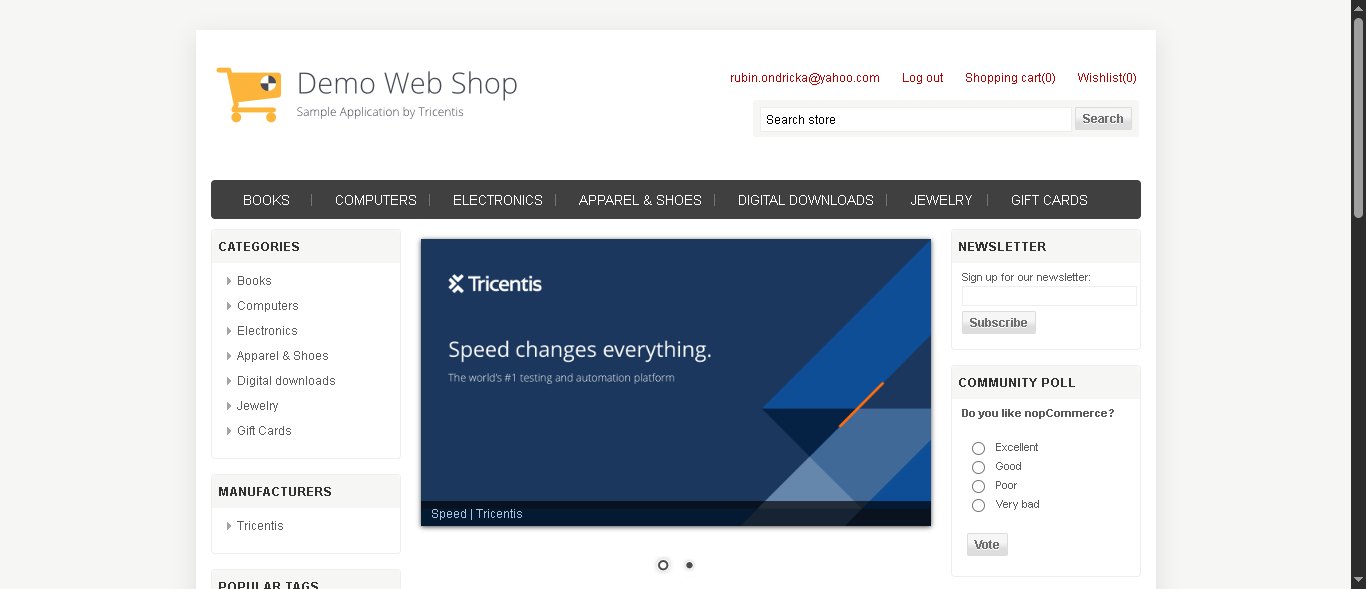 Demo Web Shop
Sample Application by Tricentis
rubin.ondricka@yahoo.com Log out Shopping cart(0) Wishlist(0)
Search store Search
BOOKS COMPUTERS ELECTRONICS APPAREL & SHOES DIGITAL DOWNLOADS JEWELRY GIFT CARDS
CATEGORIES
Books
Computers
Electronics
Apparel & Shoes
Digital downloads
Jewelry
Gift Cards
MANUFACTURERS
Tricentis
POPULAR TAGS
Tricentis
Speed changes everything.
The world's #1 testing and automation platform
Speed | Tricentis
NEWSLETTER
Sign up for our newsletter:
Subscribe
COMMUNITY POLL
Do you like nopCommerce?
Excellent
Good
Poor
Very bad
Vote